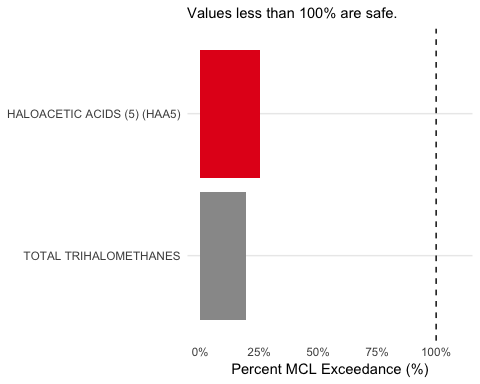 Values less than 100% are safe.
HALOACETIC ACIDS (5) (HAA5)
TOTAL TRIHALOMETHANES
0% 25% 50% 75% 100%
Percent MCL Exceedance (%)